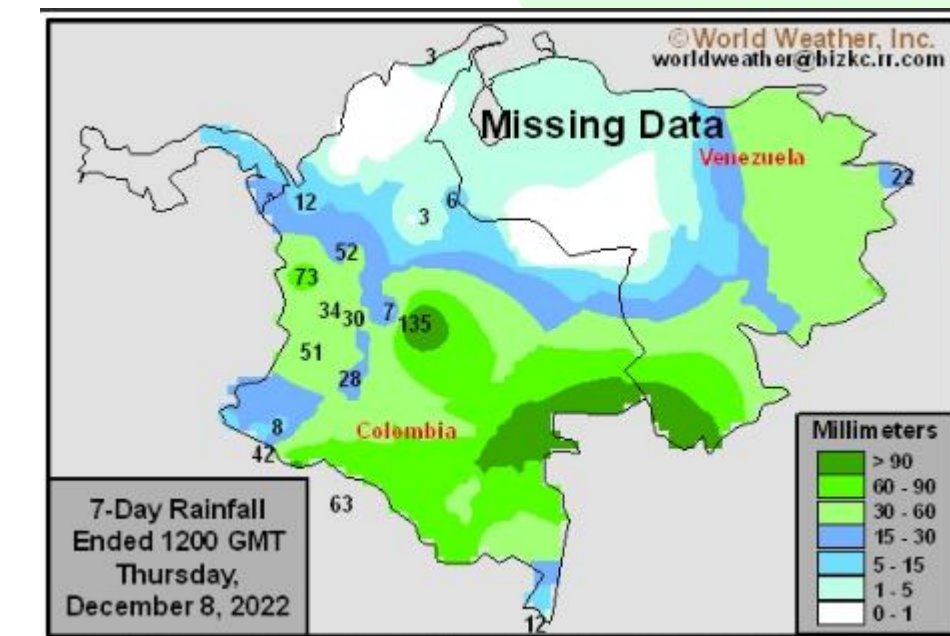 © World Weather, Inc.
worldweather@bizkc.rr.com
3
Missing Data
Venezuela
22
12
6
3
52
73
34
30
7
135
51
28
8
Colombia
42
63
12
7-Day Rainfall
Ended 1200 GMT
Thursday,
December 8, 2022
Millimeters
> 90
60 - 90
30 - 60
15 - 30
5 - 15
1 - 5
0 - 1